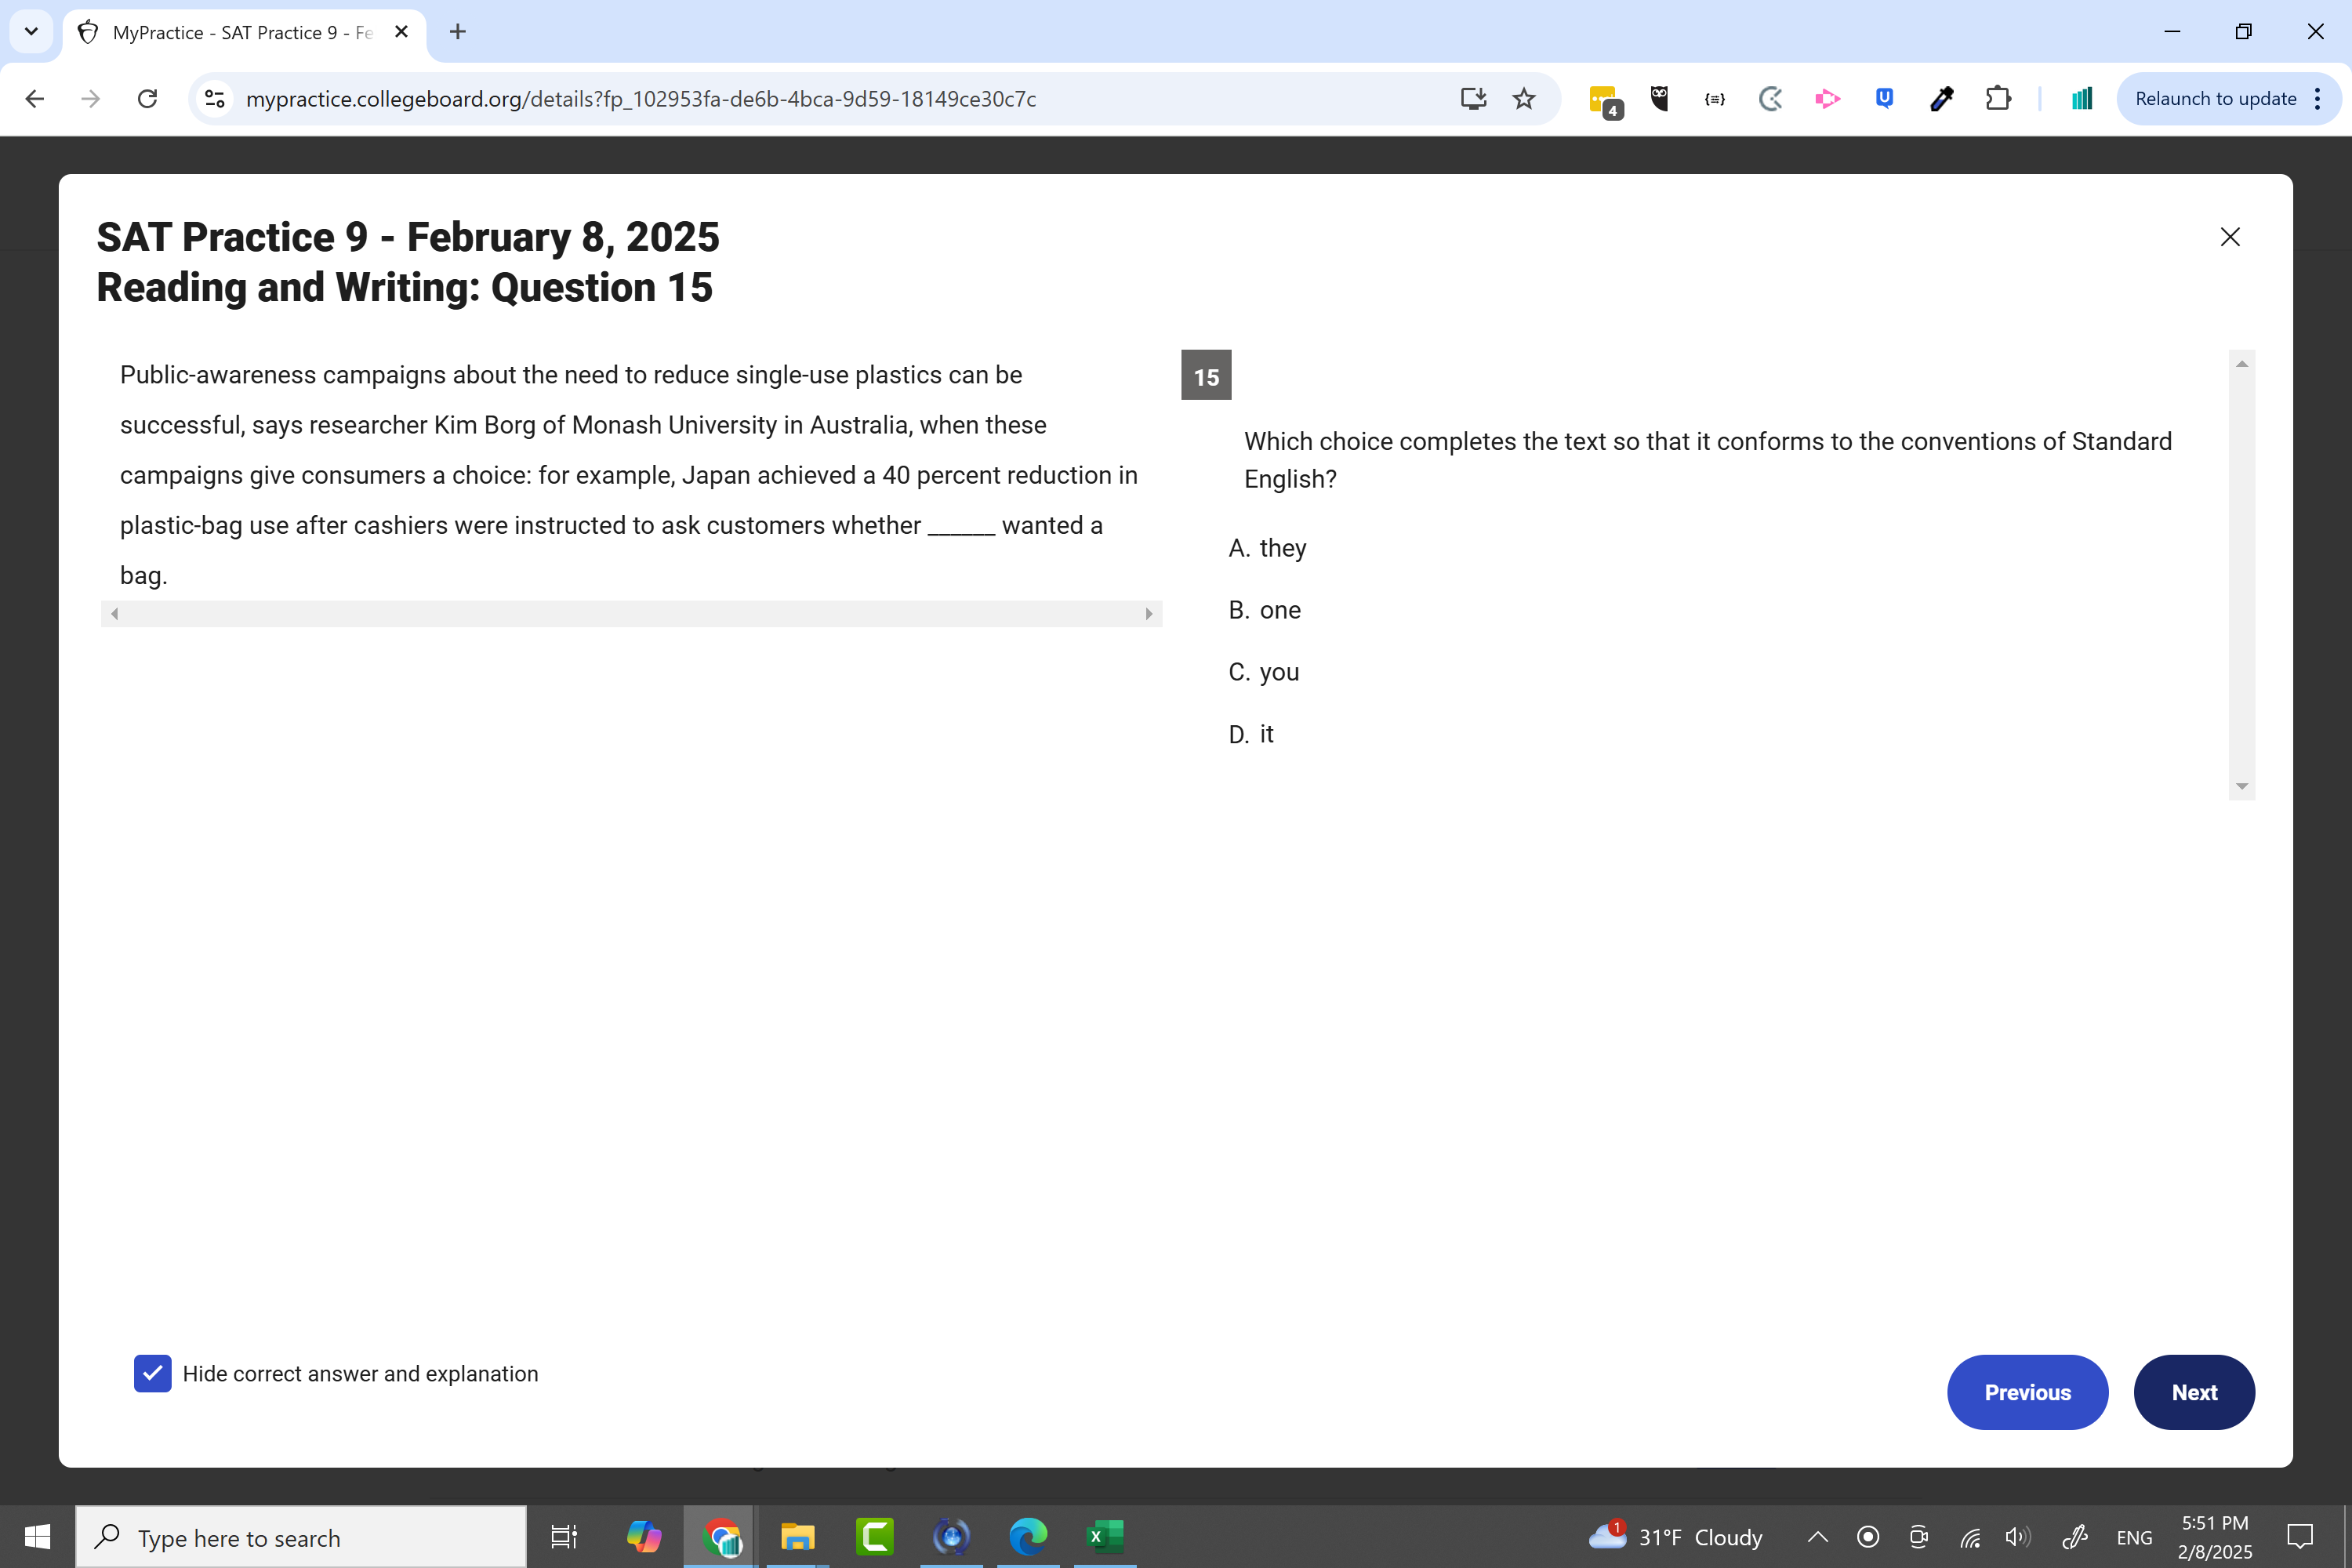 MyPractice - SAT Practice 9 - Fe
mypractice.collegeboard.org/details?fp_102953fa-de6b-4bca-9d59-18149ce30c7c
4
Relaunch to update
SAT Practice 9 - February 8, 2025
Reading and Writing: Question 15
Public-awareness campaigns about the need to reduce single-use plastics can be
successful, says researcher Kim Borg of Monash University in Australia, when these
campaigns give consumers a choice: for example, Japan achieved a 40 percent reduction in
plastic-bag use after cashiers were instructed to ask customers whether ______ wanted a
bag.
15
Which choice completes the text so that it conforms to the conventions of Standard
English?
A. they
B. one
C. you
D. it
Hide correct answer and explanation
Previous
Next
Type here to search
1
31°F Cloudy
ENG
5:51 PM
2/8/2025